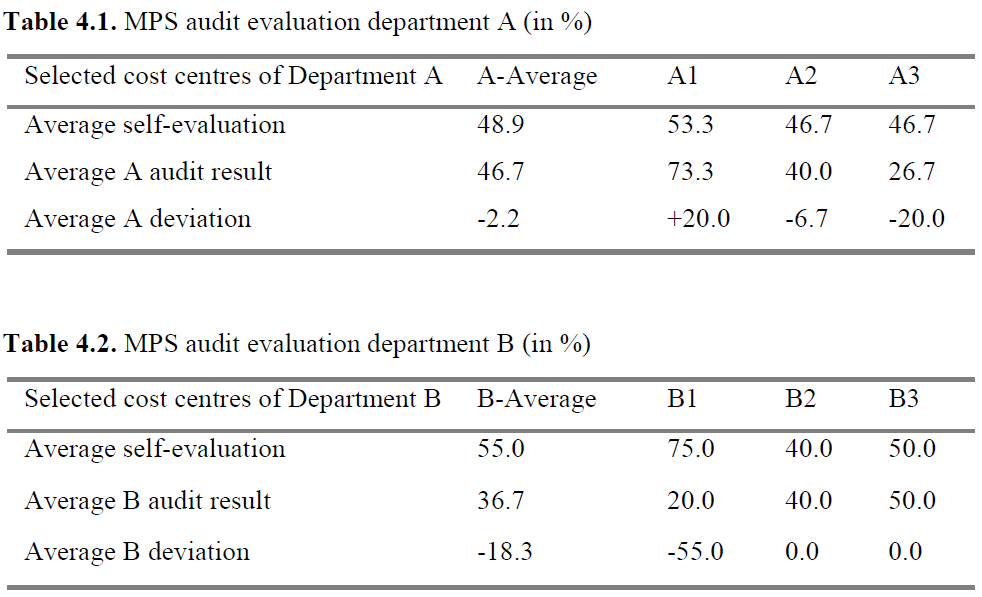 Table 4.1. MPS audit evaluation department A (in %)
Selected cost centres of Department A A-Average A1 A2 A3
Average self-evaluation 48.9 53.3 46.7 46.7
Average A audit result 46.7 73.3 40.0 26.7
Average A deviation -2.2 +20.0 -6.7 -20.0
Table 4.2. MPS audit evaluation department B (in %)
Selected cost centres of Department B B-Average B1 B2 B3
Average self-evaluation 55.0 75.0 40.0 50.0
Average B audit result 36.7 20.0 40.0 50.0
Average B deviation -18.3 -55.0 0.0 0.0